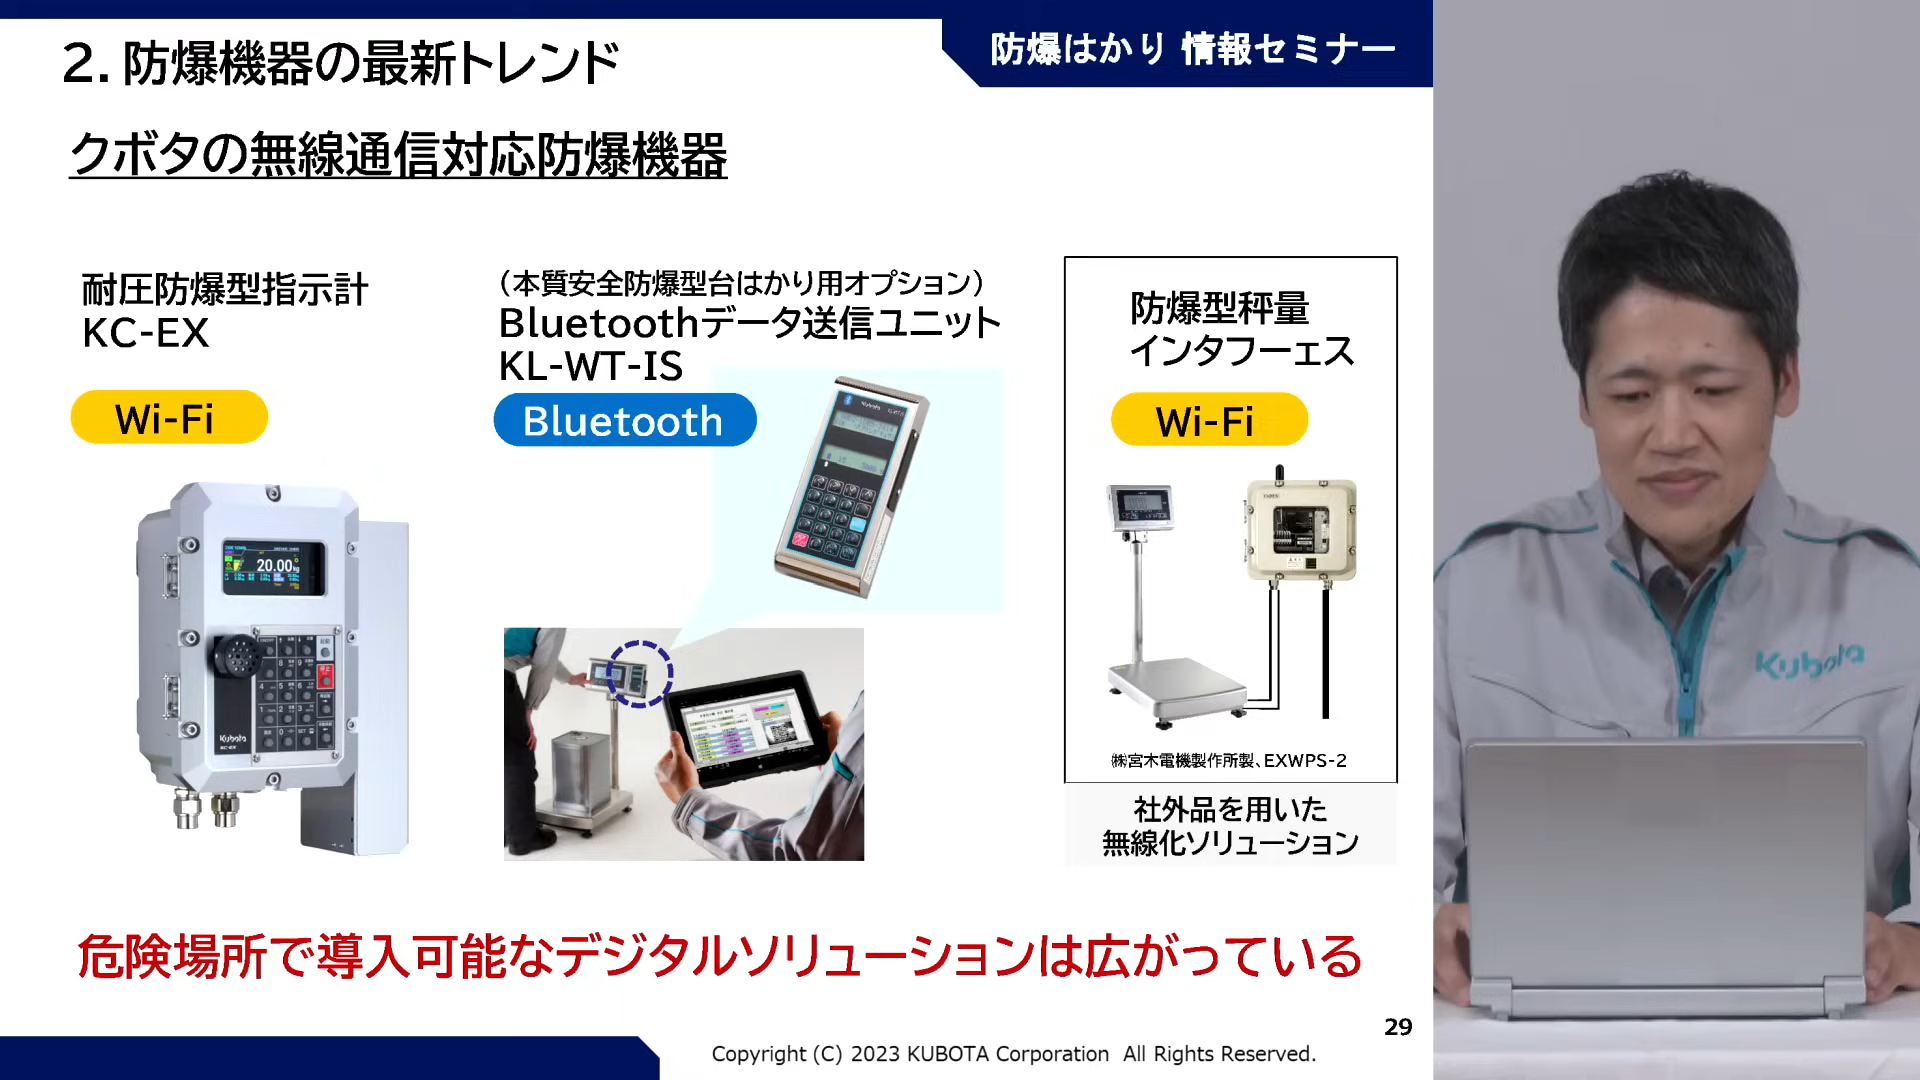 防爆はかり 情報セミナー
2. 防爆機器の最新トレンド
クボタの無線通信対応防爆機器
耐圧防爆型指示計
KC-EX
Wi-Fi
20.00kg
Kubota
KC-EX
（本質安全防爆型台はかり用オプション）
Bluetoothデータ送信ユニット
KL-WT-IS
Bluetooth
Kubota
防爆型秤量
インタフーェス
Wi-Fi
㈱宮木電機製作所製、EXWPS-2
社外品を用いた
無線化ソリューション
Kubota
危険場所で導入可能なデジタルソリューションは広がっている
29
Copyright (C) 2023 KUBOTA Corporation All Rights Reserved.